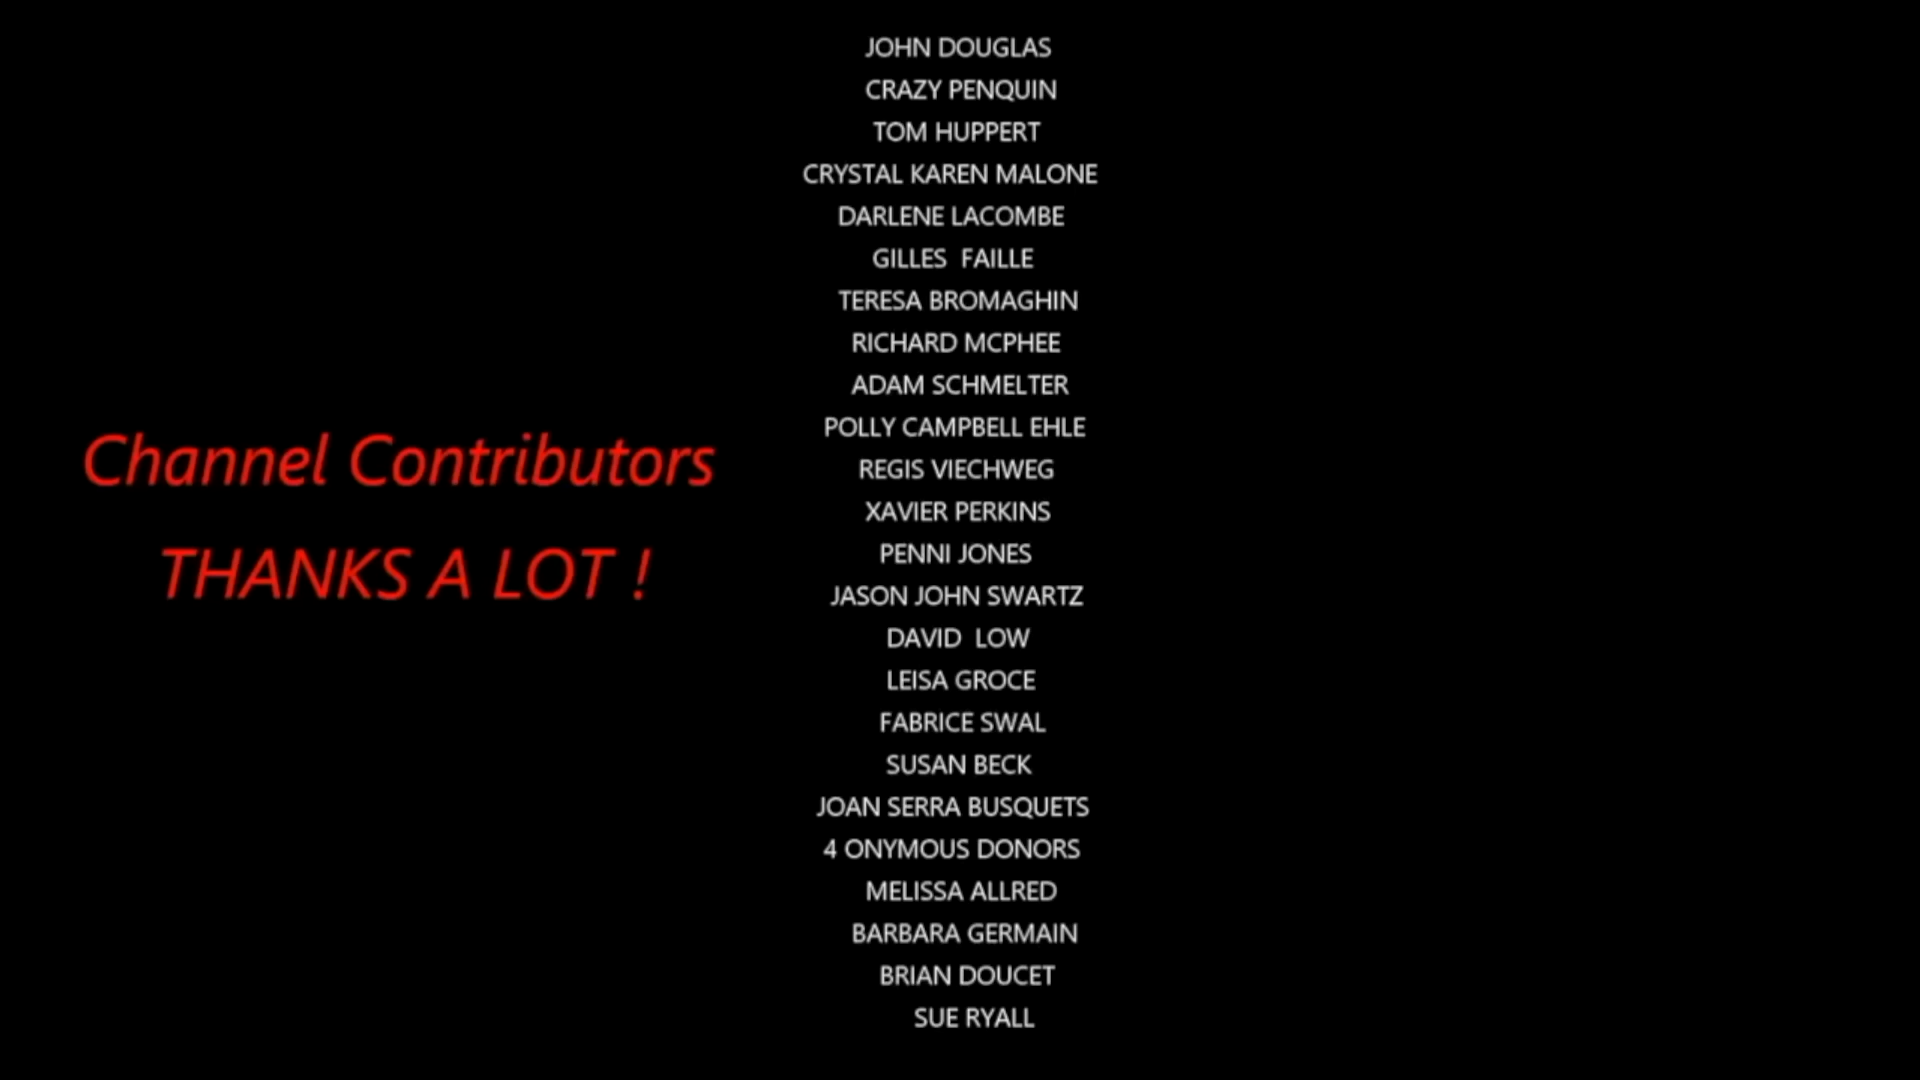 Channel Contributors
THANKS A LOT !
JOHN DOUGLAS
CRAZY PENQUIN
TOM HUPPERT
CRYSTAL KAREN MALONE
DARLENE LACOMBE
GILLES  FAILLE
TERESA BROMAGHIN
RICHARD MCPHEE
ADAM SCHMELTER
POLLY CAMPBELL EHLE
REGIS VIECHWEG
XAVIER PERKINS
PENNI JONES
JASON JOHN SWARTZ
DAVID  LOW
LEISA GROCE
FABRICE SWAL
SUSAN BECK
JOAN SERRA BUSQUETS
4 ONYMOUS DONORS
MELISSA ALLRED
BARBARA GERMAIN
BRIAN DOUCET
SUE RYALL